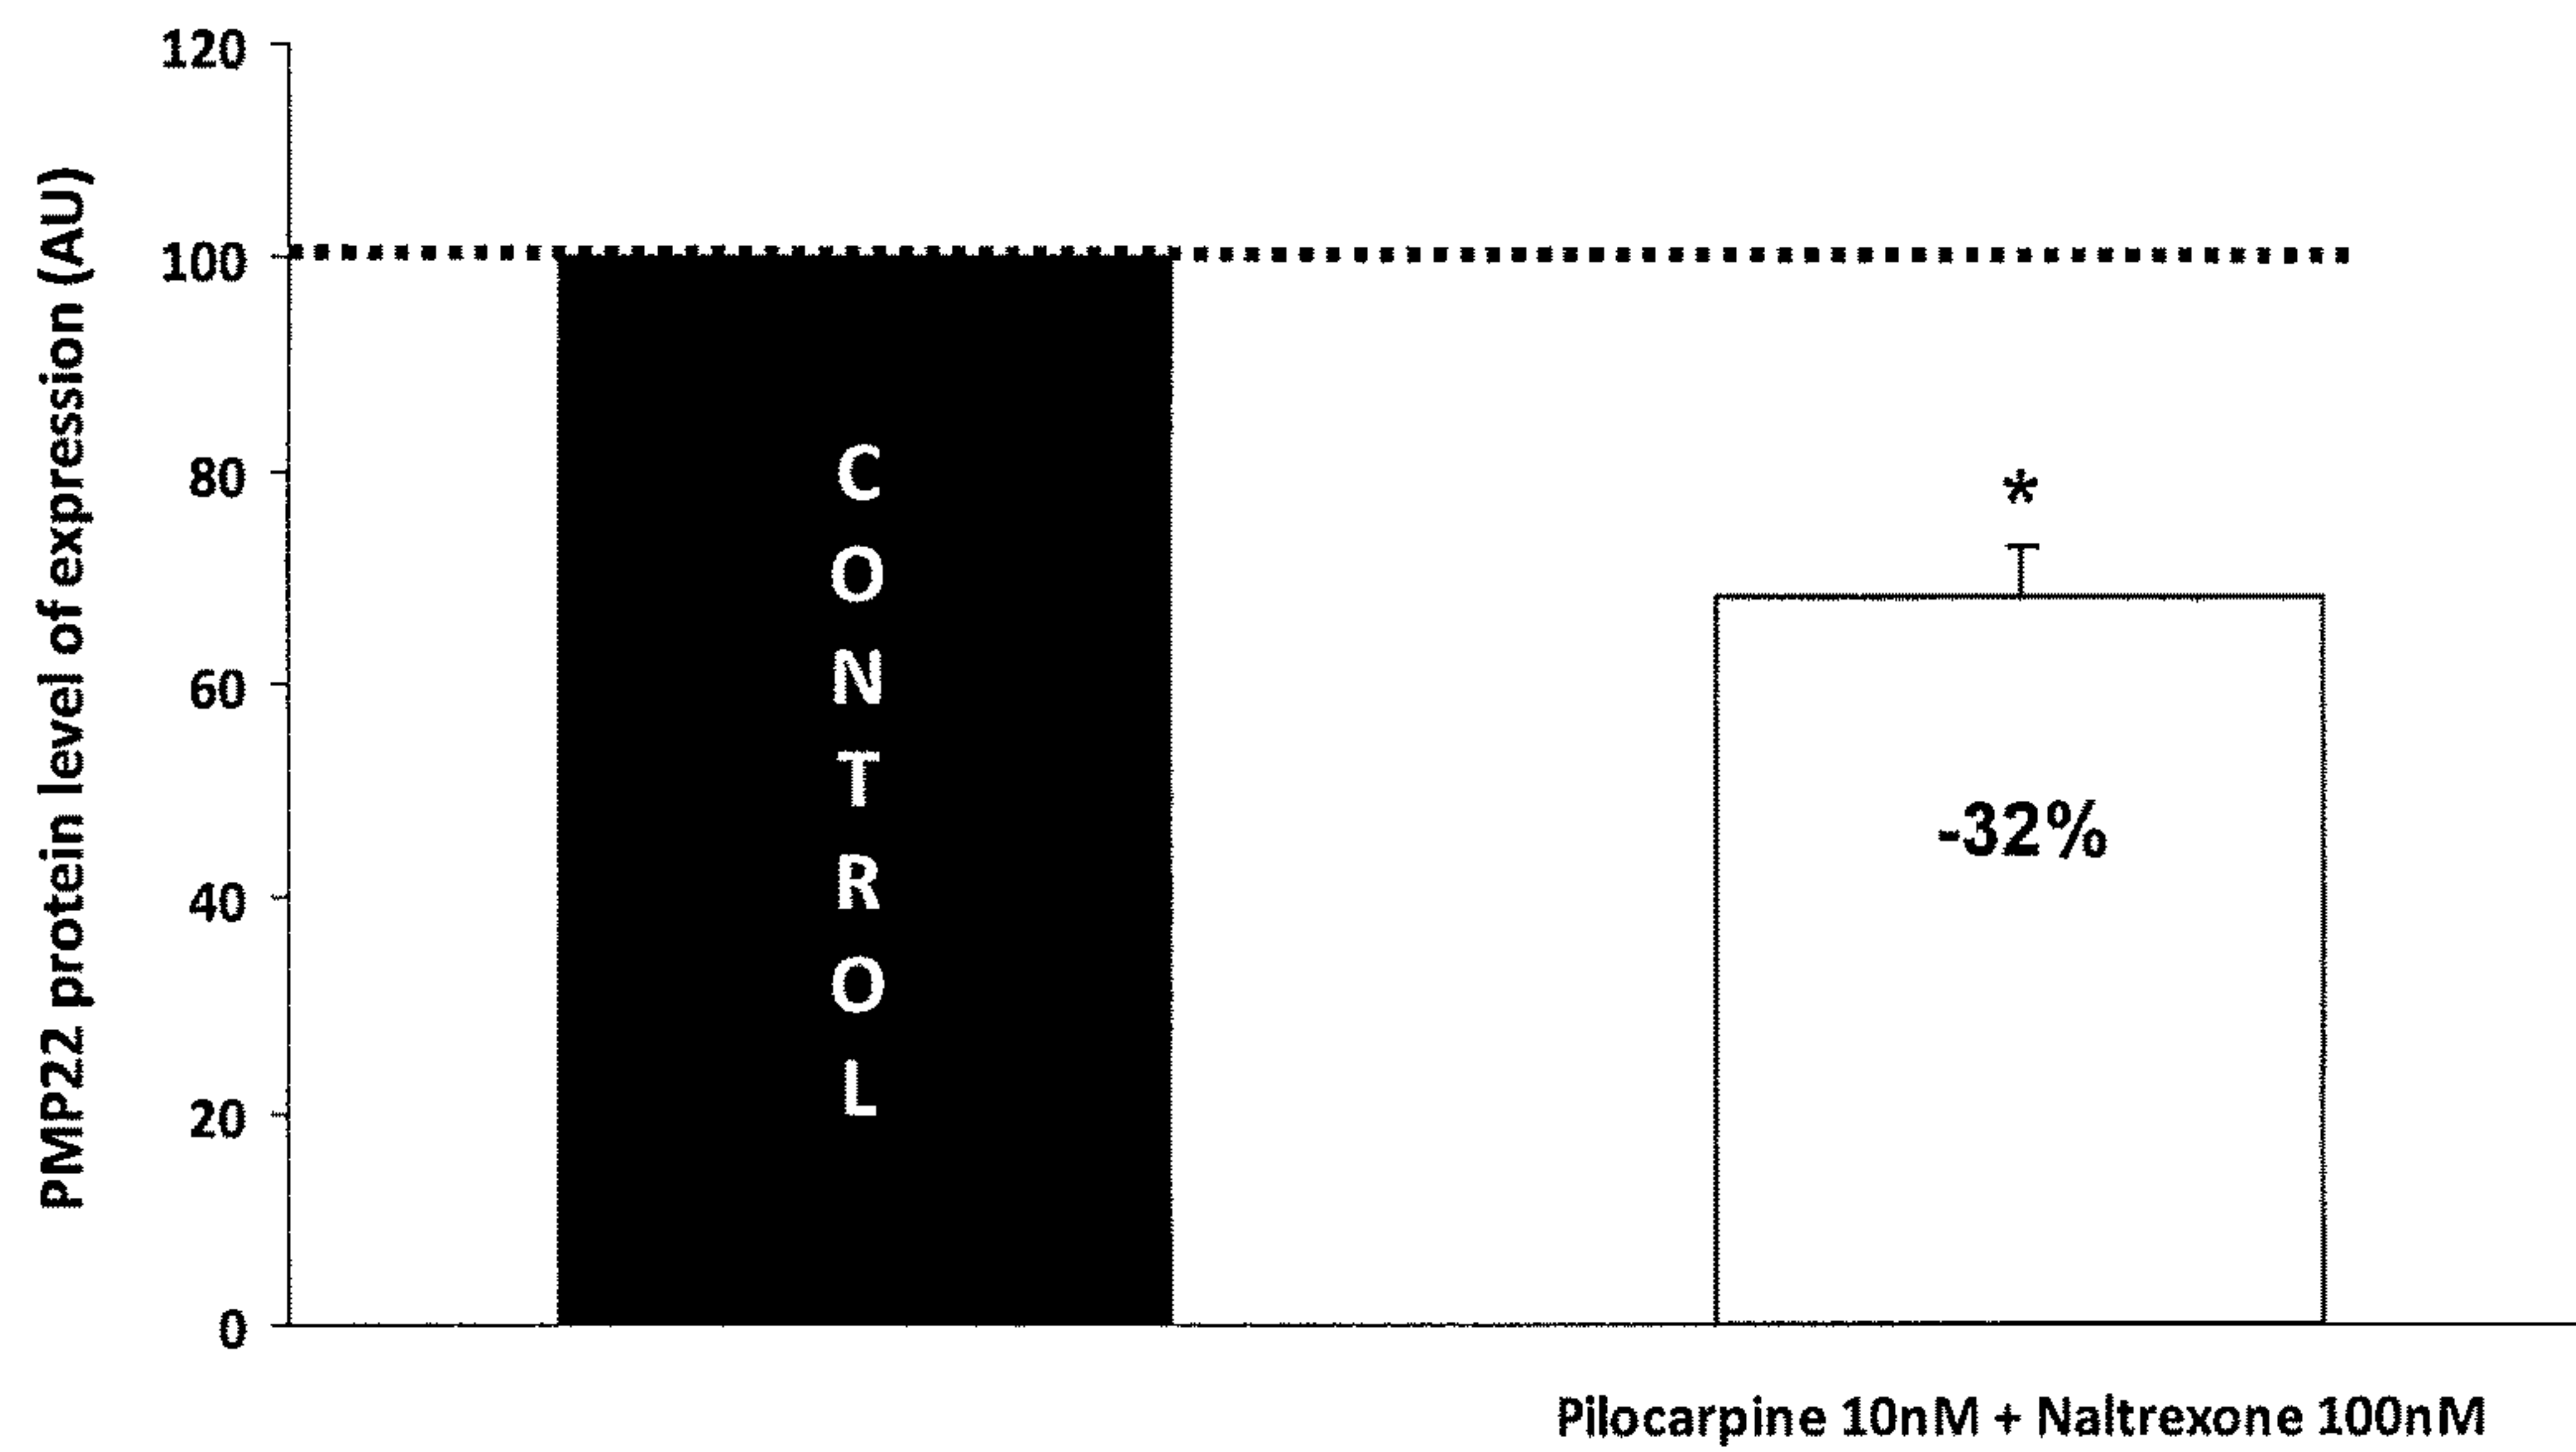 PMP22 protein level of expression (AU)
120
100
80
60
40
20
0
C
O
N
T
R
O
L
*
-32%
Pilocarpine 10nM + Naltrexone 100nM